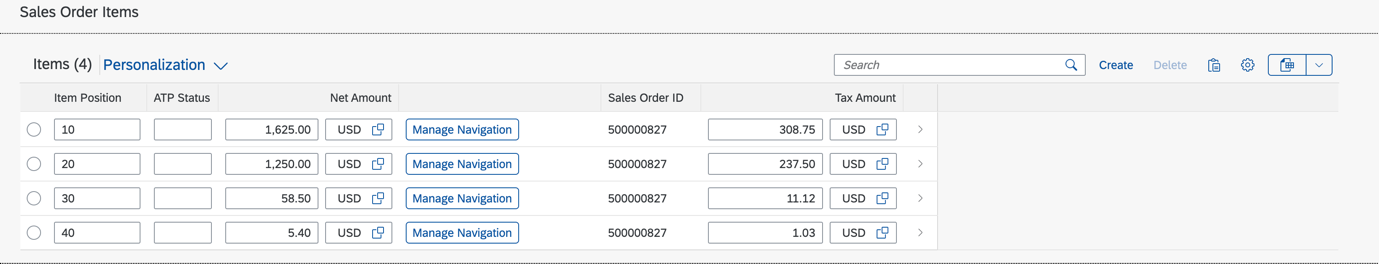 Sales Order Items
Items (4) Personalization Search Create Delete
Item Position ATP Status Net Amount Sales Order ID Tax Amount
10 1,625.00 USD Manage Navigation 500000827 308.75 USD
20 1,250.00 USD Manage Navigation 500000827 237.50 USD
30 58.50 USD Manage Navigation 500000827 11.12 USD
40 5.40 USD Manage Navigation 500000827 1.03 USD